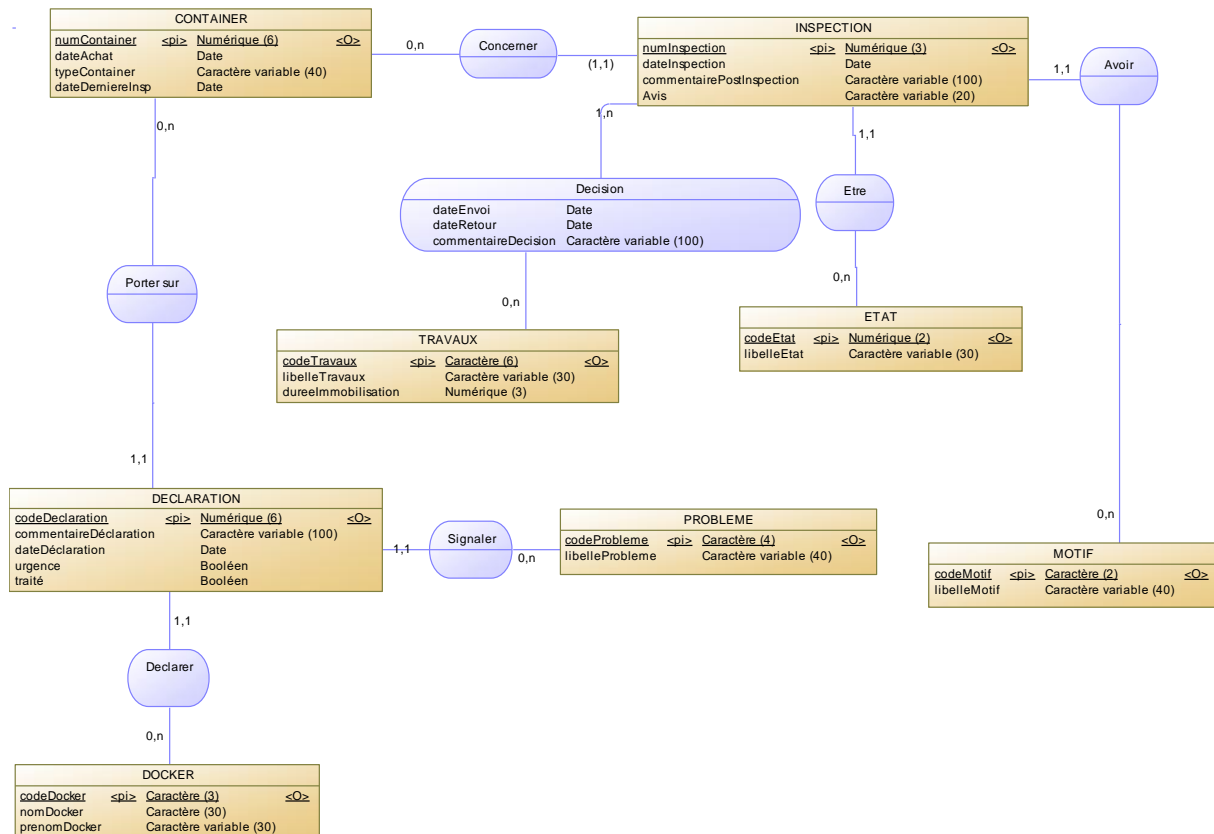 CONTAINER
numContainer <pi> Numérique (6) <O>
dateAchat Date
typeContainer Caractère variable (40)
dateDerniereInsp Date
0,n
Concerner
(1,1)
INSPECTION
numInspection <pi> Numérique (3) <O>
dateInspection Date
commentairePostInspection Caractère variable (100)
Avis Caractère variable (20)
1,1
Avoir
0,n
1,n
1,1
Decision
dateEnvoi Date
dateRetour Date
commentaireDecision Caractère variable (100)
Etre
Porter sur
0,n
0,n
TRAVAUX
codeTravaux <pi> Caractère (6) <O>
libelleTravaux Caractère variable (30)
dureeImmobilisation Numérique (3)
ETAT
codeEtat <pi> Numérique (2) <O>
libelleEtat Caractère variable (30)
1,1
DECLARATION
codeDeclaration <pi> Numérique (6) <O>
commentaireDéclaration Caractère variable (100)
dateDéclaration Date
urgence Booléen
traité Booléen
1,1
Signaler
0,n
PROBLEME
codeProbleme <pi> Caractère (4) <O>
libelleProbleme Caractère variable (40)
0,n
MOTIF
codeMotif <pi> Caractère (2) <O>
libelleMotif Caractère variable (40)
1,1
Declarer
0,n
DOCKER
codeDocker <pi> Caractère (3) <O>
nomDocker Caractère (30)
prenomDocker Caractère variable (30)